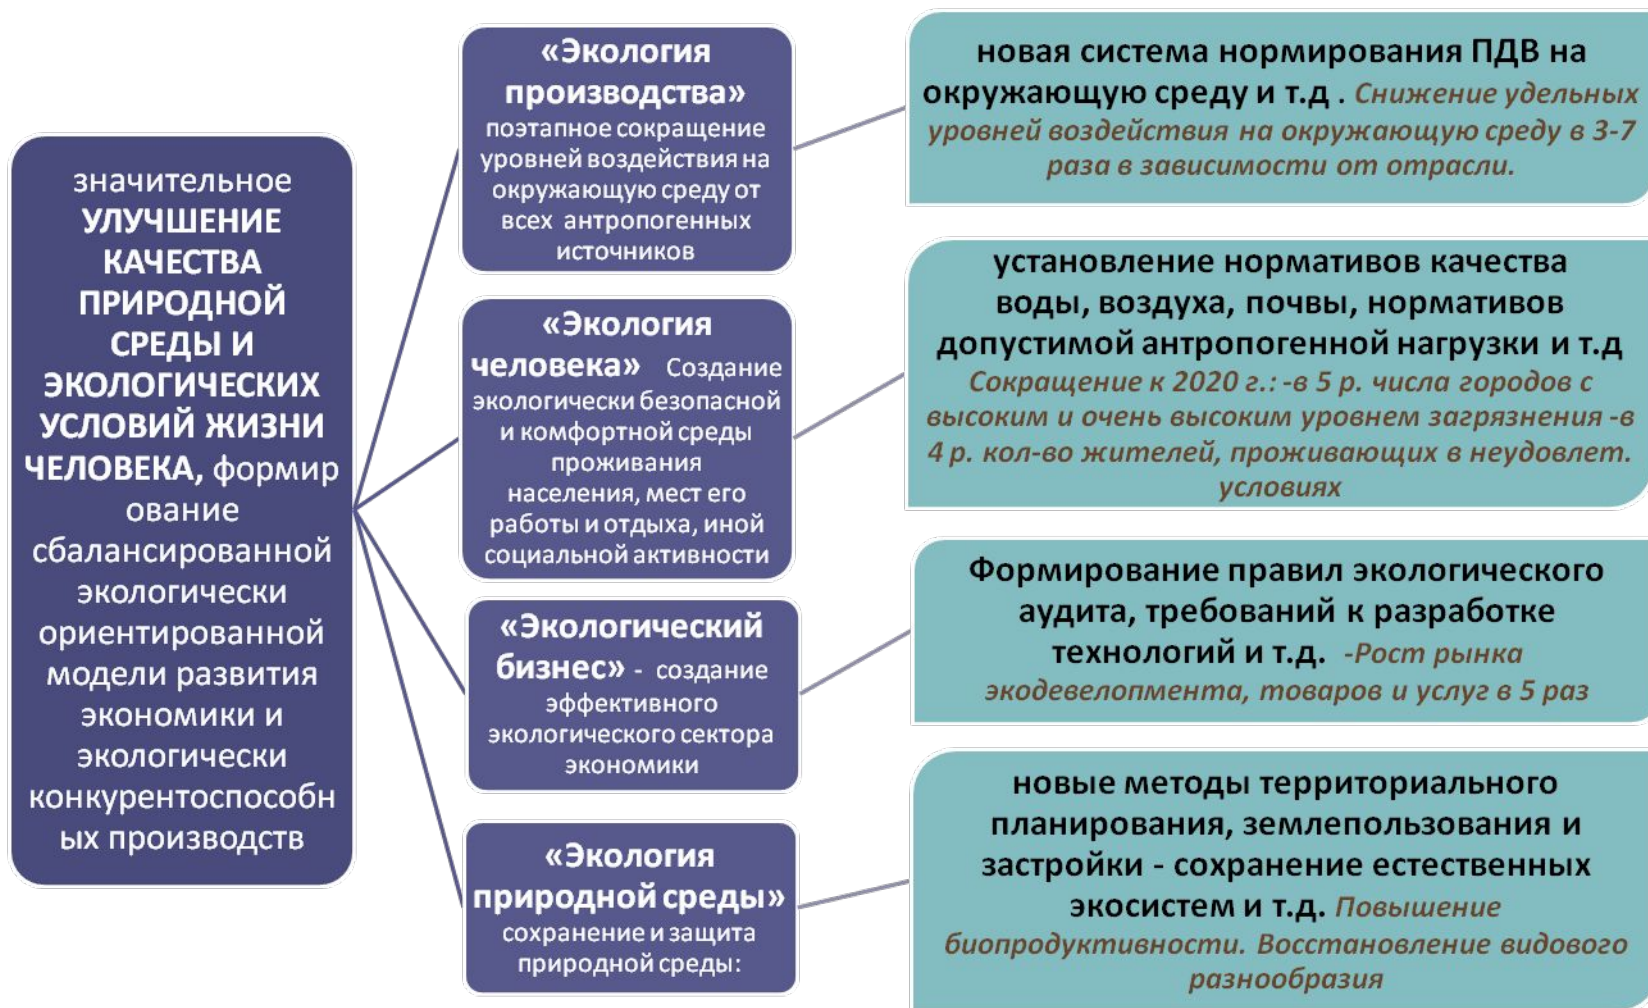 значительное
УЛУЧШЕНИЕ
КАЧЕСТВА
ПРИРОДНОЙ
СРЕДЫ И
ЭКОЛОГИЧЕСКИХ
УСЛОВИЙ ЖИЗНИ
ЧЕЛОВЕКА, формир
ование
сбалансированной
экологически
ориентированной
модели развития
экономики и
экологически
конкурентоспособн
ых производств
«Экология
производства»
поэтапное сокращение
уровней воздействия на
окружающую среду от
всех антропогенных
источников
новая система нормирования ПДВ на
окружающую среду и т.д . Снижение удельных
уровней воздействия на окружающую среду в 3-7
раза в зависимости от отрасли.
«Экология
человека» Создание
экологически безопасной
и комфортной среды
проживания
населения, мест его
работы и отдыха, иной
социальной активности
установление нормативов качества
воды, воздуха, почвы, нормативов
допустимой антропогенной нагрузки и т.д
Сокращение к 2020 г.: -в 5 р. числа городов с
высоким и очень высоким уровнем загрязнения -в
4 р. кол-во жителей, проживающих в неудовлет.
условиях
«Экологический
бизнес» - создание
эффективного
экологического сектора
экономики
Формирование правил экологического
аудита, требований к разработке
технологий и т.д. -Рост рынка
экодевелопмента, товаров и услуг в 5 раз
«Экология
природной среды»
сохранение и защита
природной среды:
новые методы территориального
планирования, землепользования и
застройки - сохранение естественных
экосистем и т.д. Повышение
биопродуктивности. Восстановление видового
разнообразия